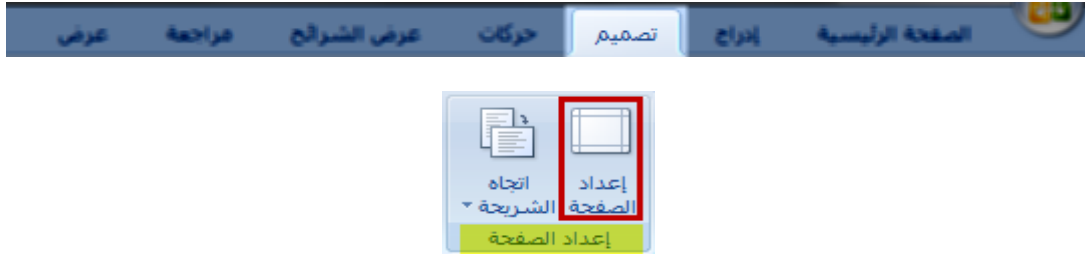 الصفحة الرئيسية إدراج تصميم حركات عرض الشرائح مراجعة عرض
إعداد اتجاه
الصفحة الشريحة
إعداد الصفحة